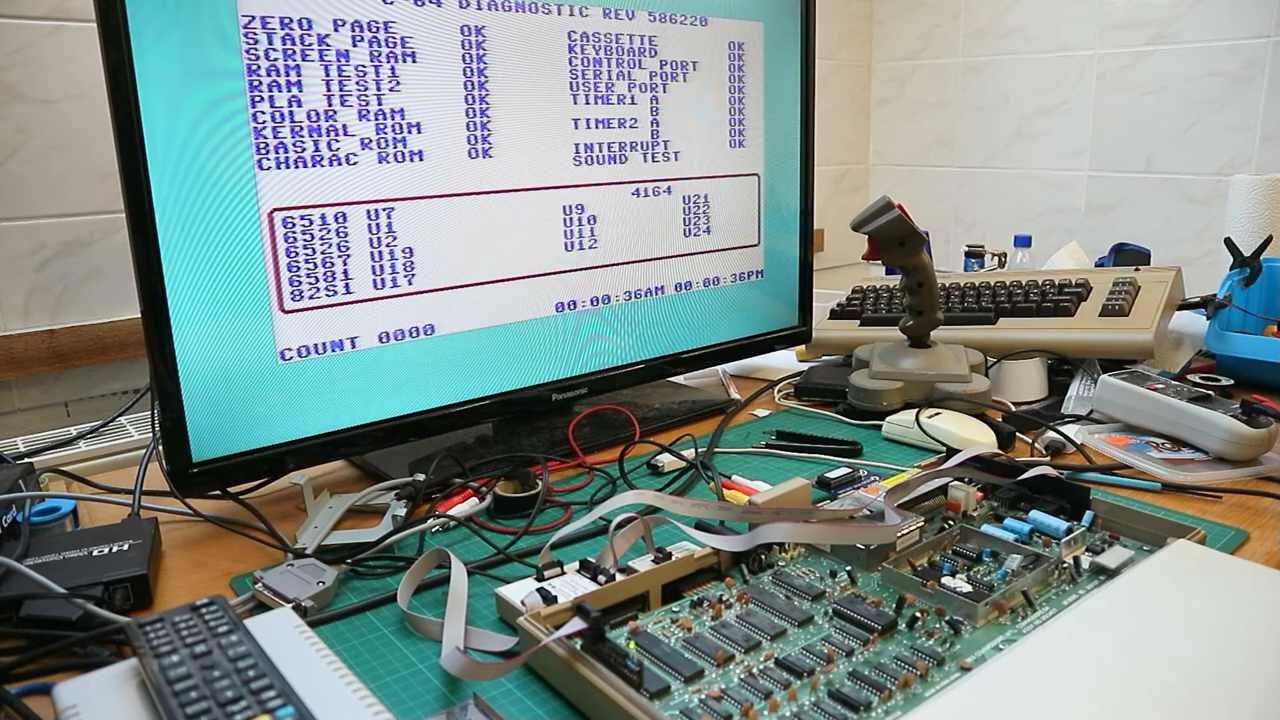 C-64 DIAGNOSTIC REV 586220
ZERO PAGE OK
STACK PAGE OK
SCREEN RAM OK
RAM TEST1 OK
RAM TEST2 OK
PLA TEST OK
COLOR RAM OK
KERNAL ROM OK
BASIC ROM OK
CHARAC ROM OK
CASSETTE OK
KEYBOARD OK
CONTROL PORT OK
SERIAL PORT OK
USER PORT OK
TIMER1 A OK
B OK
TIMER2 A OK
B OK
INTERRUPT OK
SOUND TEST
4164
6510 U7 U9 U21
6526 U1 U10 U22
6526 U2 U11 U23
6567 U19 U12 U24
6581 U18
82S1 U17
00:00:36AM 00:00:36PM
COUNT 0000
Panasonic
HD